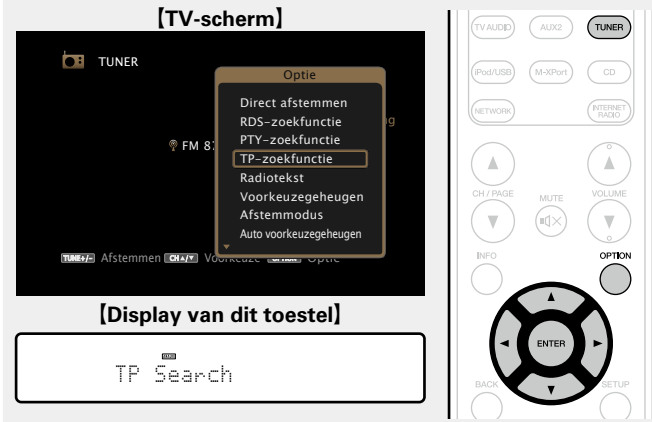 【TV-scherm】
TUNER
Optie
Direct afstemmen
RDS-zoekfunctie
PTY-zoekfunctie
FM 87
TP-zoekfunctie
Radiotekst
Voorkeuzegeheugen
Afstemmodus
Auto voorkeuzegeheugen
TUNE+/- Afstemmen CH▲/▼ Voorkeuze OPTION Optie
【Display van dit toestel】
TP Search
TV AUDIO AUX2 TUNER
iPod/USB M-XPort CD
NETWORK INTERNET RADIO
CH / PAGE MUTE VOLUME
INFO OPTION
ENTER
BACK SETUP